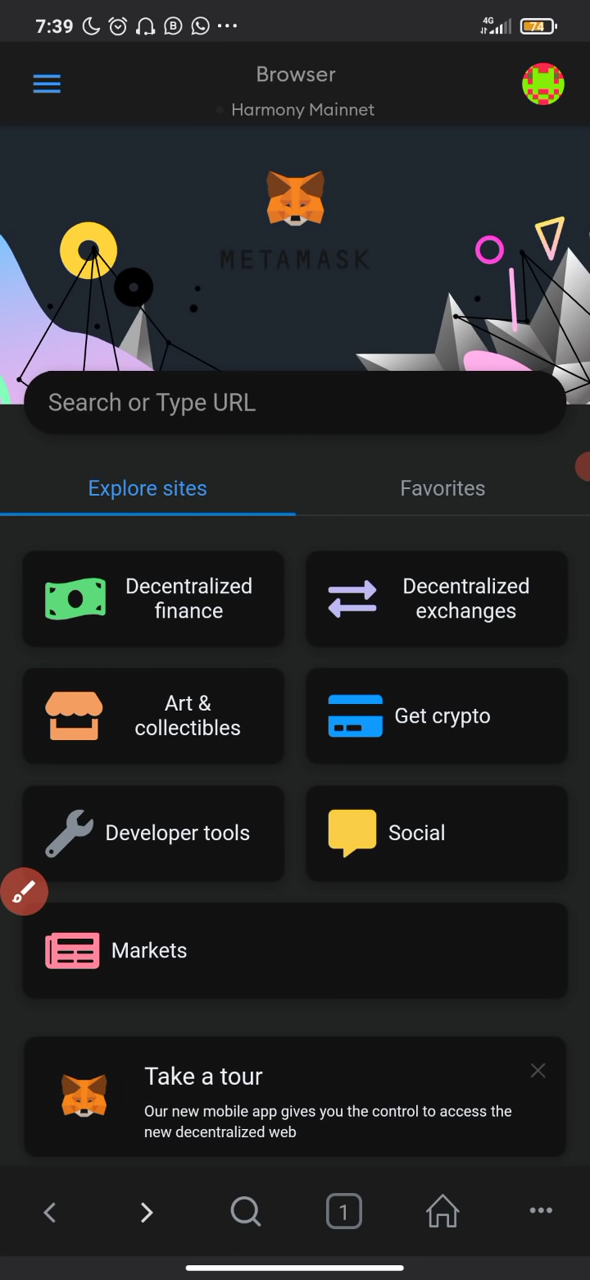 7:39
4G
74
Browser
Harmony Mainnet
METAMASK
Search or Type URL
Explore sites
Favorites
Decentralized
finance
Decentralized
exchanges
Art &
collectibles
Get crypto
Developer tools
Social
Markets
Take a tour
Our new mobile app gives you the control to access the
new decentralized web
1